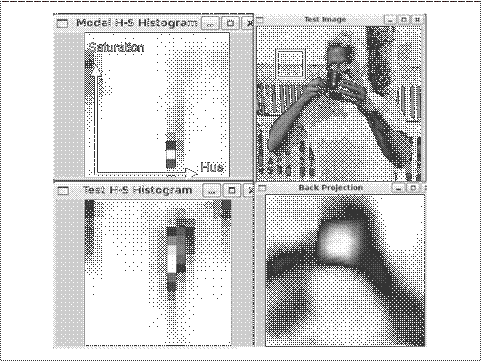 Model H-S Histogram
Test Image
Saturation
Hue
Test H-S Histogram
Back Projection